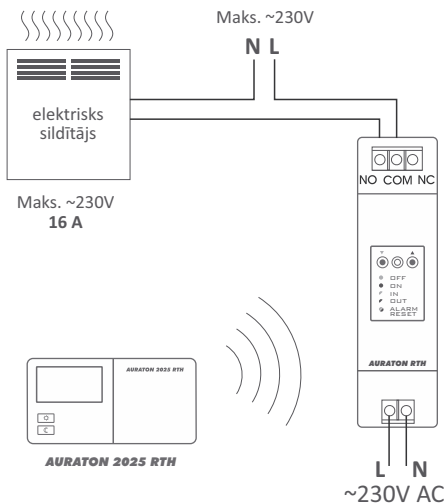 Maks. ~230V
N L
elektrisks
sildītājs
Maks. ~230V
16 A
NO COM NC
OFF
ON
IN
OUT
ALARM
RESET
AURATON RTH
AURATON 2025 RTH
AURATON 2025 RTH
L N
~230V AC